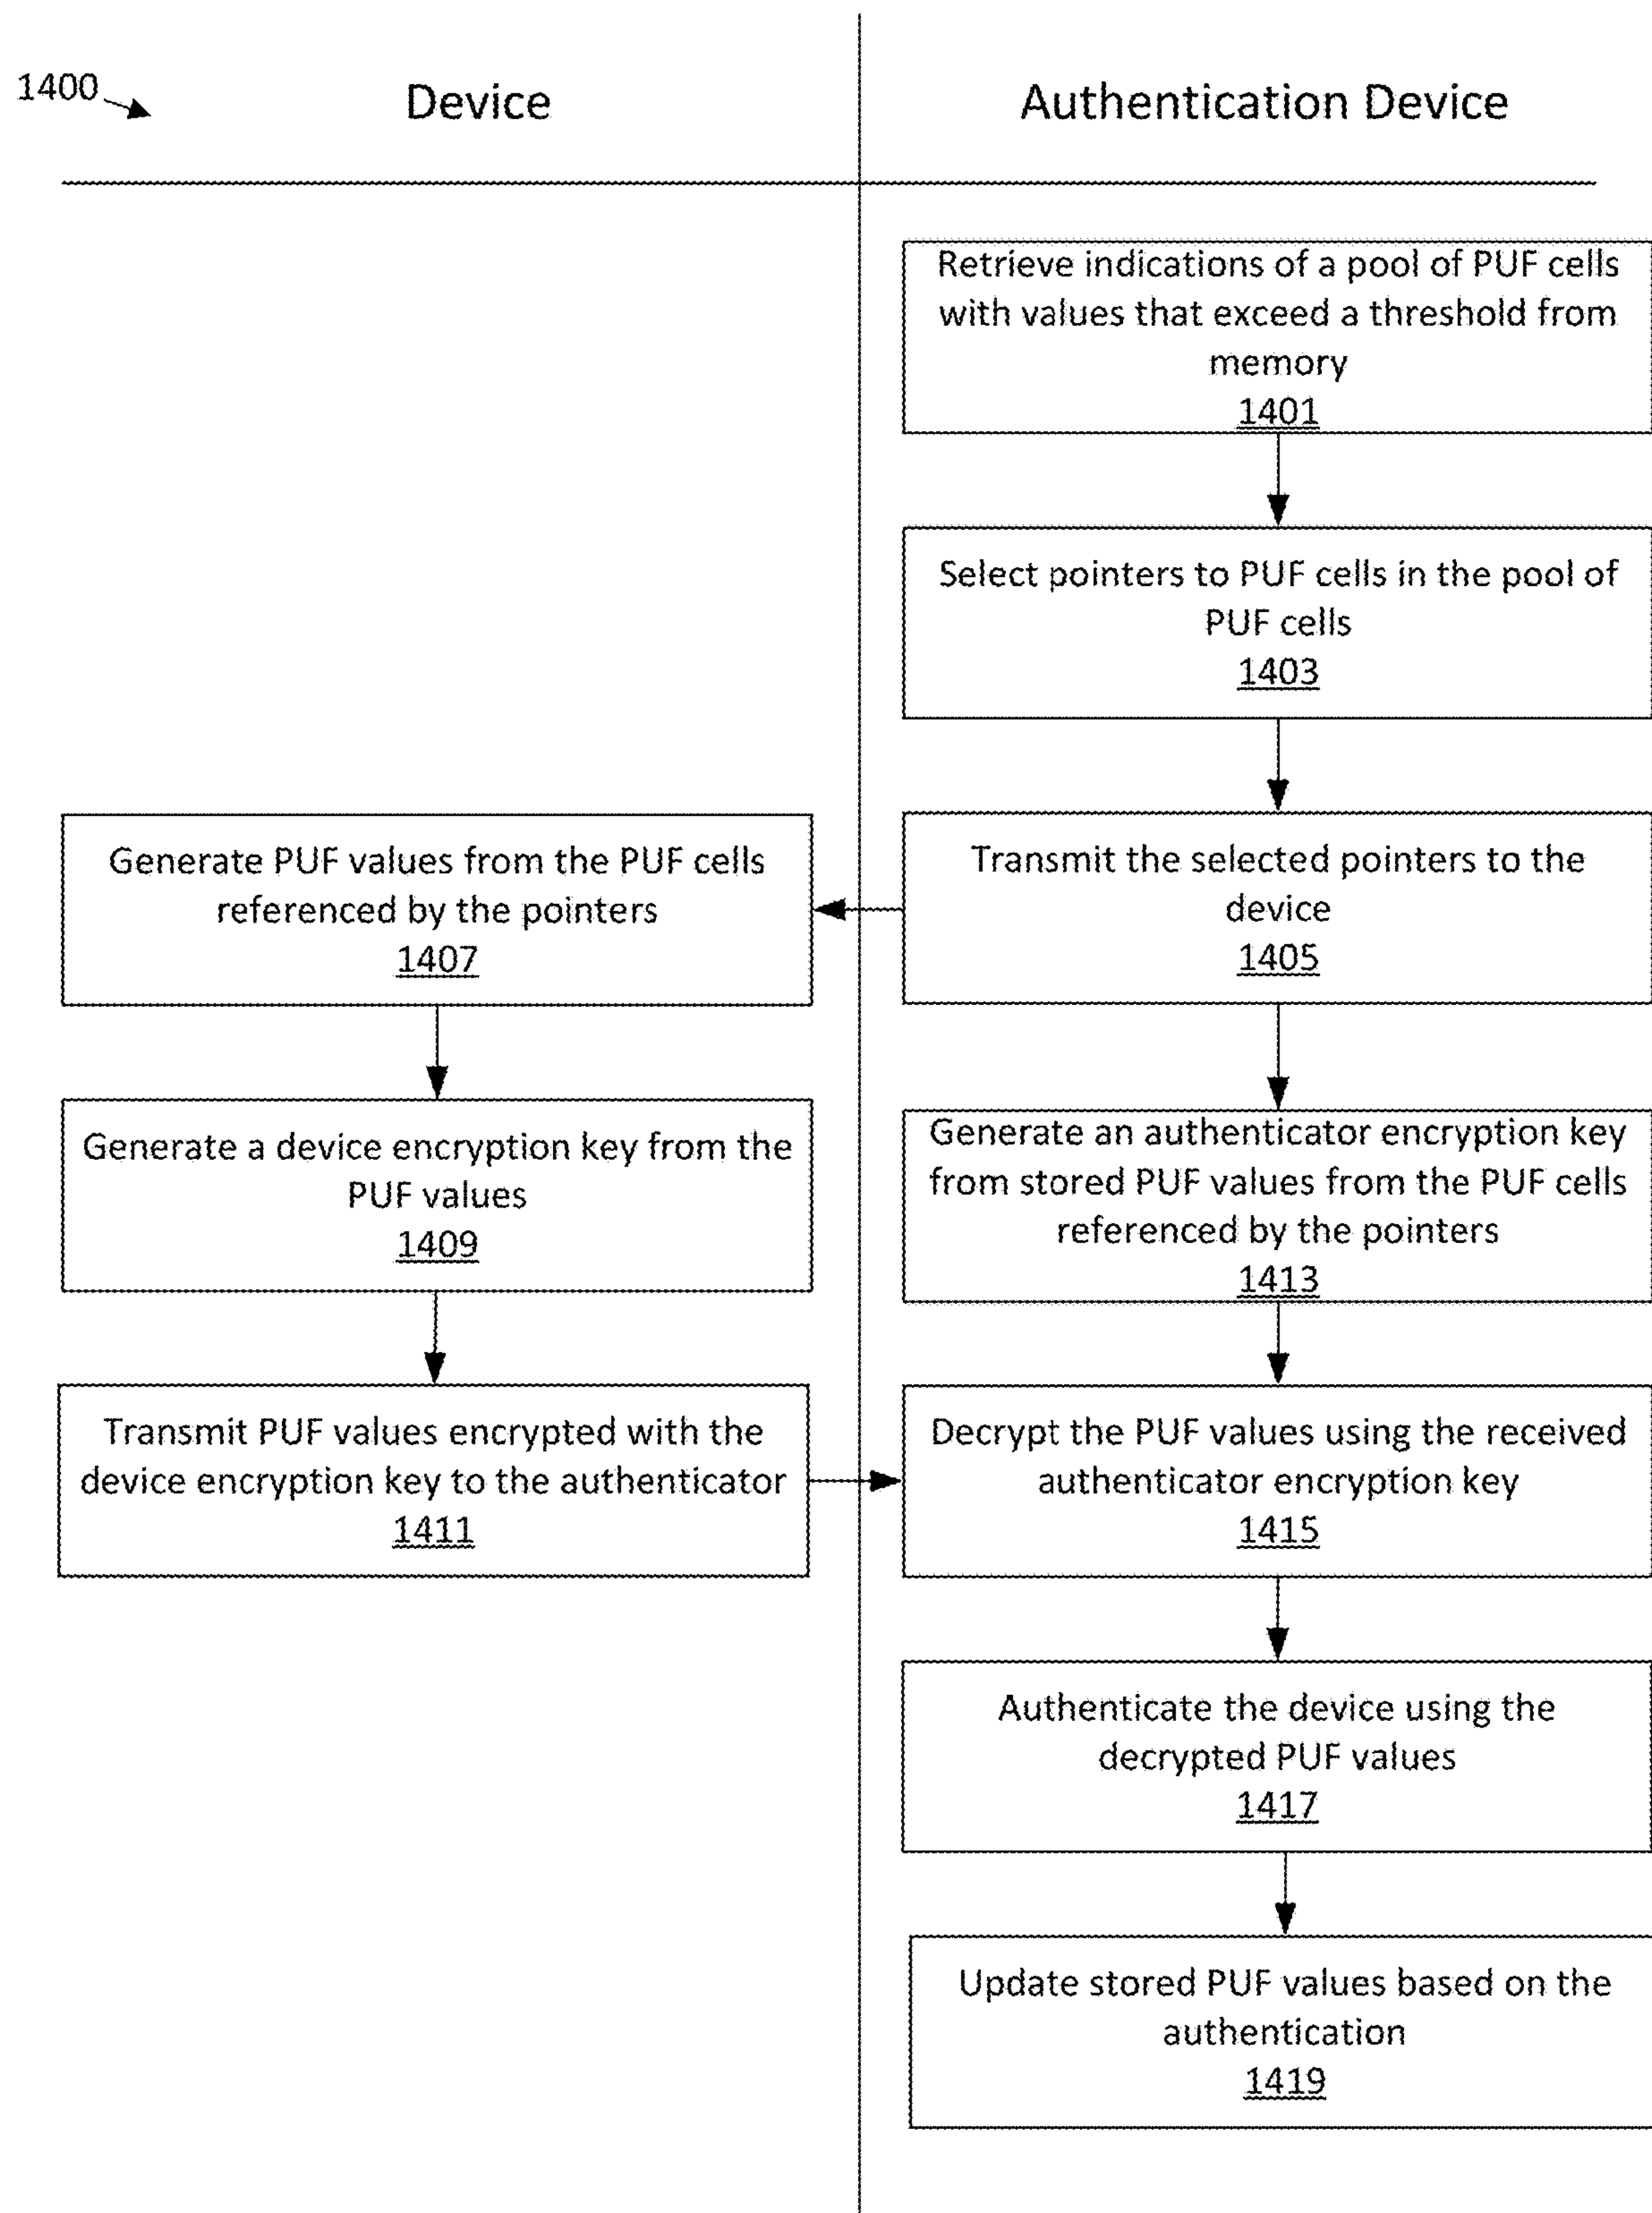 1400
Device
Authentication Device
Retrieve indications of a pool of PUF cells
with values that exceed a threshold from
memory
1401
Select pointers to PUF cells in the pool of
PUF cells
1403
Transmit the selected pointers to the
device
1405
Generate PUF values from the PUF cells
referenced by the pointers
1407
Generate a device encryption key from the
PUF values
1409
Generate an authenticator encryption key
from stored PUF values from the PUF cells
referenced by the pointers
1413
Transmit PUF values encrypted with the
device encryption key to the authenticator
1411
Decrypt the PUF values using the received
authenticator encryption key
1415
Authenticate the device using the
decrypted PUF values
1417
Update stored PUF values based on the
authentication
1419